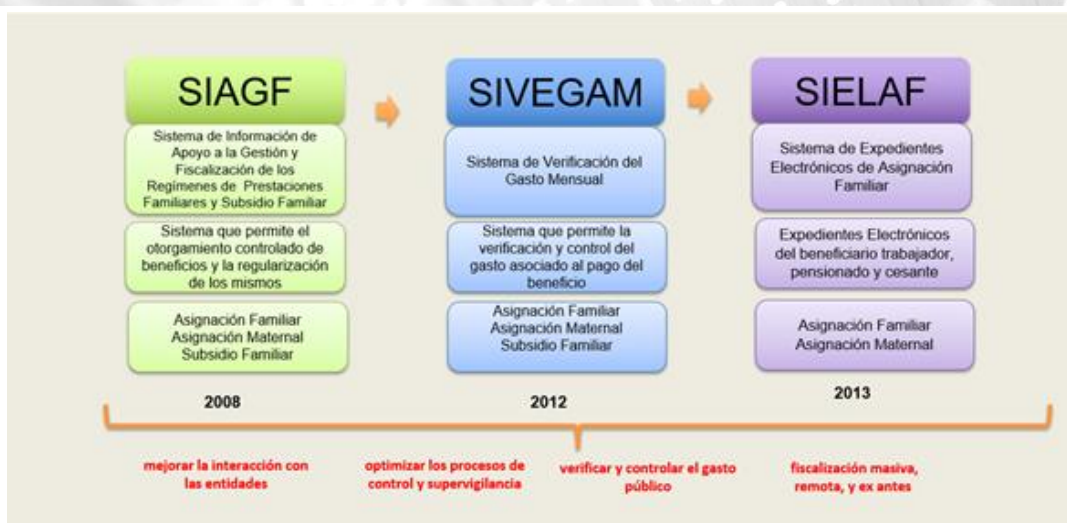 SIAGF
Sistema de Información de
Apoyo a la Gestión y
Fiscalización de los
Regímenes de Prestaciones
Familiares y Subsidio Familiar
Sistema que permite el
otorgamiento controlado de
beneficios y la regularización
de los mismos
Asignación Familiar
Asignación Maternal
Subsidio Familiar
2008
SIVEGAM
Sistema de Verificación del
Gasto Mensual
Sistema que permite la
verificación y control del
gasto asociado al pago del
beneficio
Asignación Familiar
Asignación Maternal
Subsidio Familiar
2012
SIELAF
Sistema de Expedientes
Electrónicos de Asignación
Familiar
Expedientes Electrónicos
del beneficiario trabajador,
pensionado y cesante
Asignación Familiar
Asignación Maternal
2013
mejorar la interacción con
las entidades
optimizar los procesos de
control y supervigilancia
verificar y controlar el gasto
público
fiscalización masiva,
remota, y ex antes